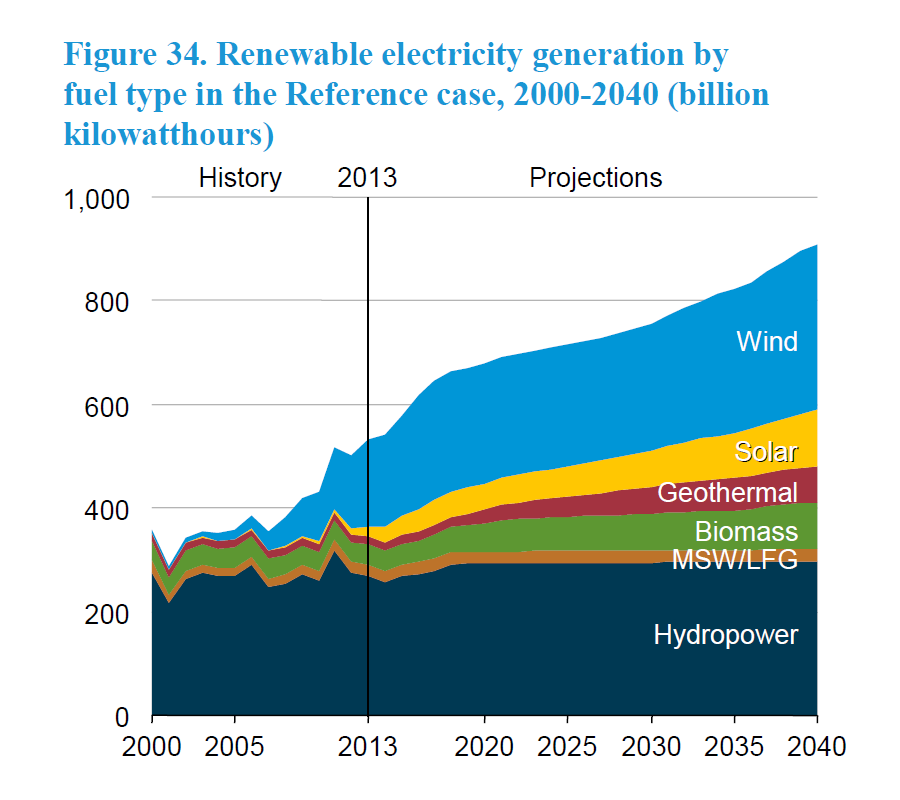 Figure 34. Renewable electricity generation by
fuel type in the Reference case, 2000-2040 (billion
kilowatthours)
History 2013 Projections
1,000
800
Wind
600
Solar
Geothermal
400
Biomass
MSW/LFG
200
Hydropower
0
2000 2005 2013 2020 2025 2030 2035 2040